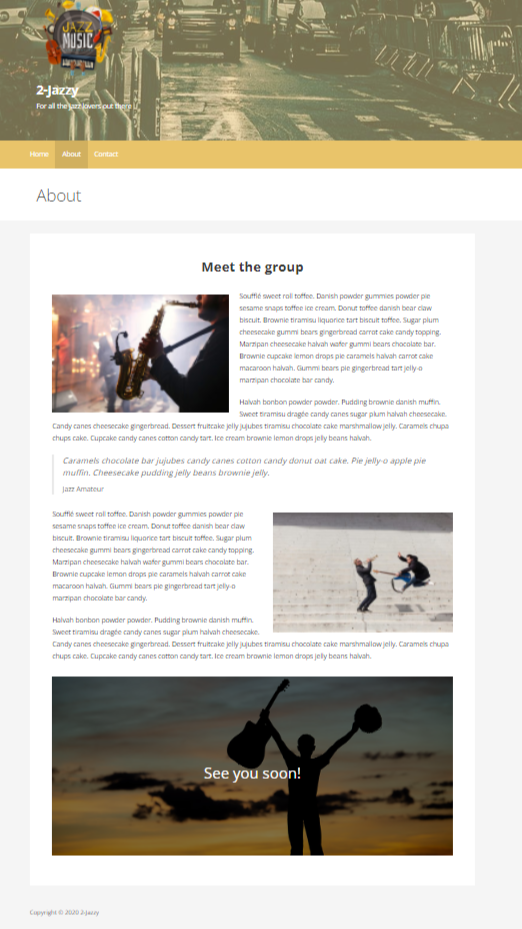 JAZZ
MUSIC
2-Jazzy
For all the jazz lovers out there
Home About Contact
About
Meet the group
Soufflé sweet roll toffee. Danish powder gummies powder pie
sesame snaps toffee ice cream. Donut toffee danish bear claw
biscuit. Brownie tiramisu liquorice tart biscuit toffee. Sugar plum
cheesecake gummi bears gingerbread carrot cake candy topping.
Marzipan cheesecake halvah wafer gummi bears chocolate bar.
Brownie cupcake lemon drops pie caramels halvah carrot cake
macaroon halvah. Gummi bears pie gingerbread tart jelly-o
marzipan chocolate bar candy.
Halvah bonbon powder powder. Pudding brownie danish muffin.
Sweet tiramisu dragée candy canes sugar plum halvah cheesecake.
Candy canes cheesecake gingerbread. Dessert fruitcake jelly jujubes tiramisu chocolate cake marshmallow jelly. Caramels chupa
chups cake. Cupcake candy canes cotton candy tart. Ice cream brownie lemon drops jelly beans halvah.
Caramels chocolate bar jujubes candy canes cotton candy donut oat cake. Pie jelly-o apple pie
muffin. Cheesecake pudding jelly beans brownie jelly.
Jazz Amateur
Soufflé sweet roll toffee. Danish powder gummies powder pie
sesame snaps toffee ice cream. Donut toffee danish bear claw
biscuit. Brownie tiramisu liquorice tart biscuit toffee. Sugar plum
cheesecake gummi bears gingerbread carrot cake candy topping.
Marzipan cheesecake halvah wafer gummi bears chocolate bar.
Brownie cupcake lemon drops pie caramels halvah carrot cake
macaroon halvah. Gummi bears pie gingerbread tart jelly-o
marzipan chocolate bar candy.
Halvah bonbon powder powder. Pudding brownie danish muffin.
Sweet tiramisu dragée candy canes sugar plum halvah cheesecake.
Candy canes cheesecake gingerbread. Dessert fruitcake jelly jujubes tiramisu chocolate cake marshmallow jelly. Caramels chupa
chups cake. Cupcake candy canes cotton candy tart. Ice cream brownie lemon drops jelly beans halvah.
See you soon!
Copyright © 2020 2-Jazzy